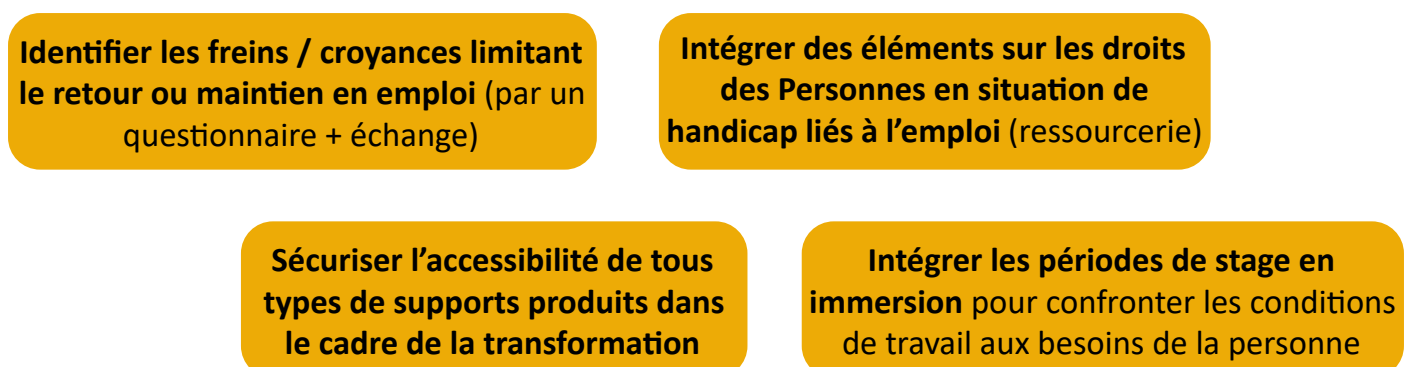 Identifier les freins / croyances limitant
le retour ou maintien en emploi (par un
questionnaire + échange)
Intégrer des éléments sur les droits
des Personnes en situation de
handicap liés à l’emploi (ressourcerie)
Sécuriser l’accessibilité de tous
types de supports produits dans
le cadre de la transformation
Intégrer les périodes de stage en
immersion pour confronter les conditions
de travail aux besoins de la personne